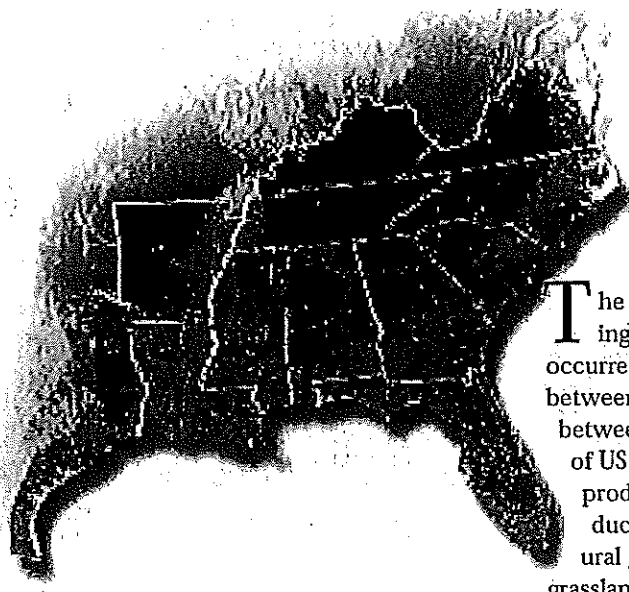 The
ing
occurre
between
betwee
of US
prod
duc
ural
grasslan